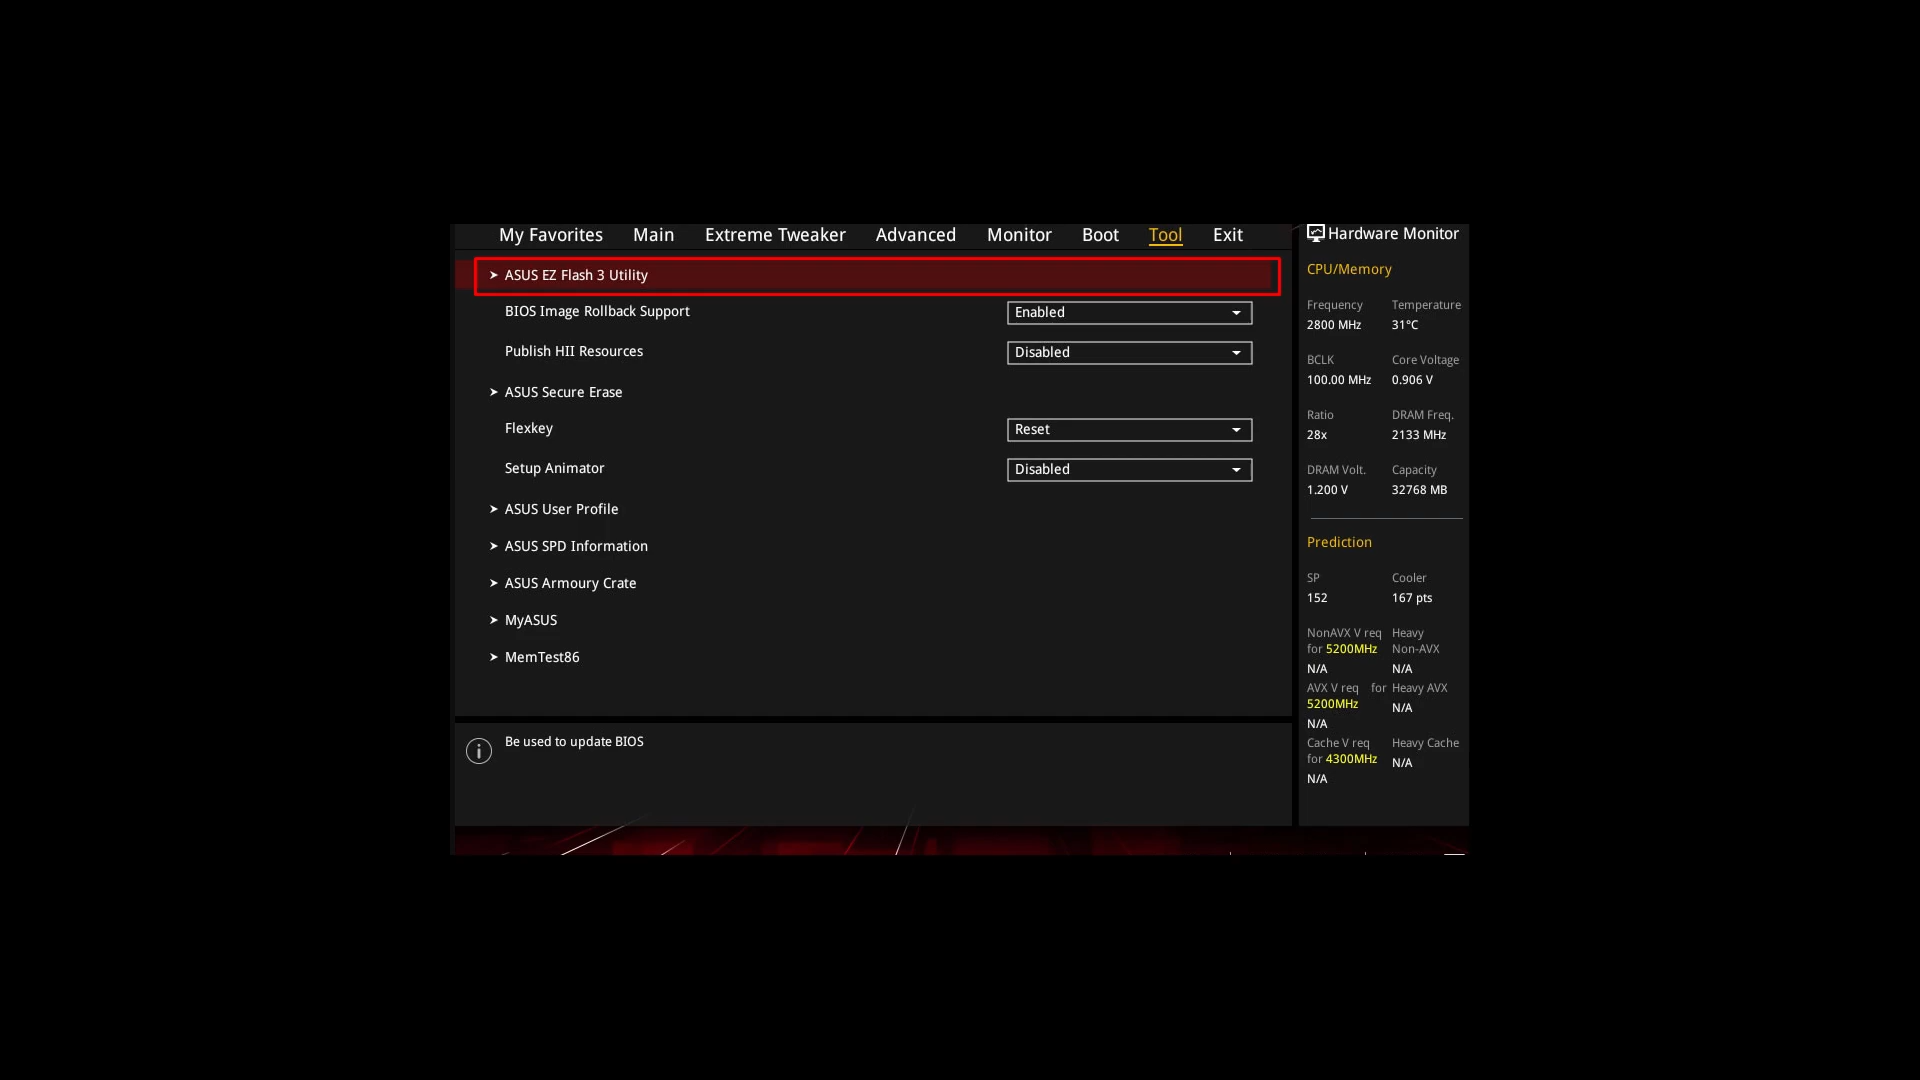 My Favorites Main Extreme Tweaker Advanced Monitor Boot Tool Exit
ASUS EZ Flash 3 Utility
BIOS Image Rollback Support Enabled
Publish HII Resources Disabled
ASUS Secure Erase
Flexkey Reset
Setup Animator Disabled
ASUS User Profile
ASUS SPD Information
ASUS Armoury Crate
MyASUS
MemTest86
Be used to update BIOS
Hardware Monitor
CPU/Memory
Frequency Temperature
2800 MHz 31°C
BCLK Core Voltage
100.00 MHz 0.906 V
Ratio DRAM Freq.
28x 2133 MHz
DRAM Volt. Capacity
1.200 V 32768 MB
Prediction
SP Cooler
152 167 pts
NonAVX V req Heavy
for 5200MHz Non-AVX
N/A N/A
AVX V req for Heavy AVX
5200MHz N/A
N/A
Cache V req Heavy Cache
for 4300MHz N/A
N/A